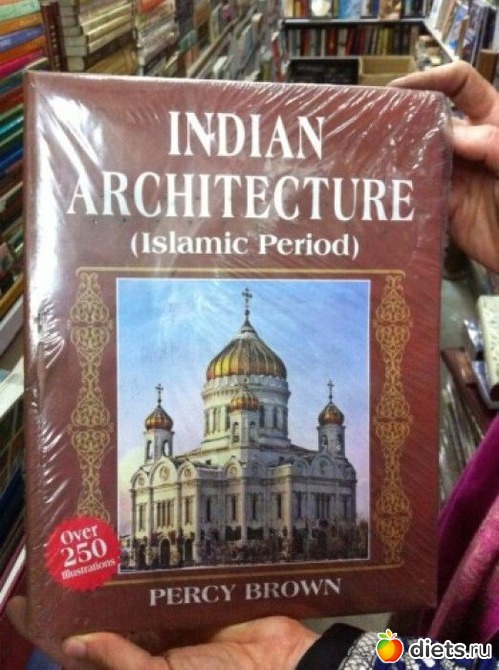 INDIAN
ARCHITECTURE
(Islamic Period)
Over
250
Illustrations
PERCY BROWN
diets.ru